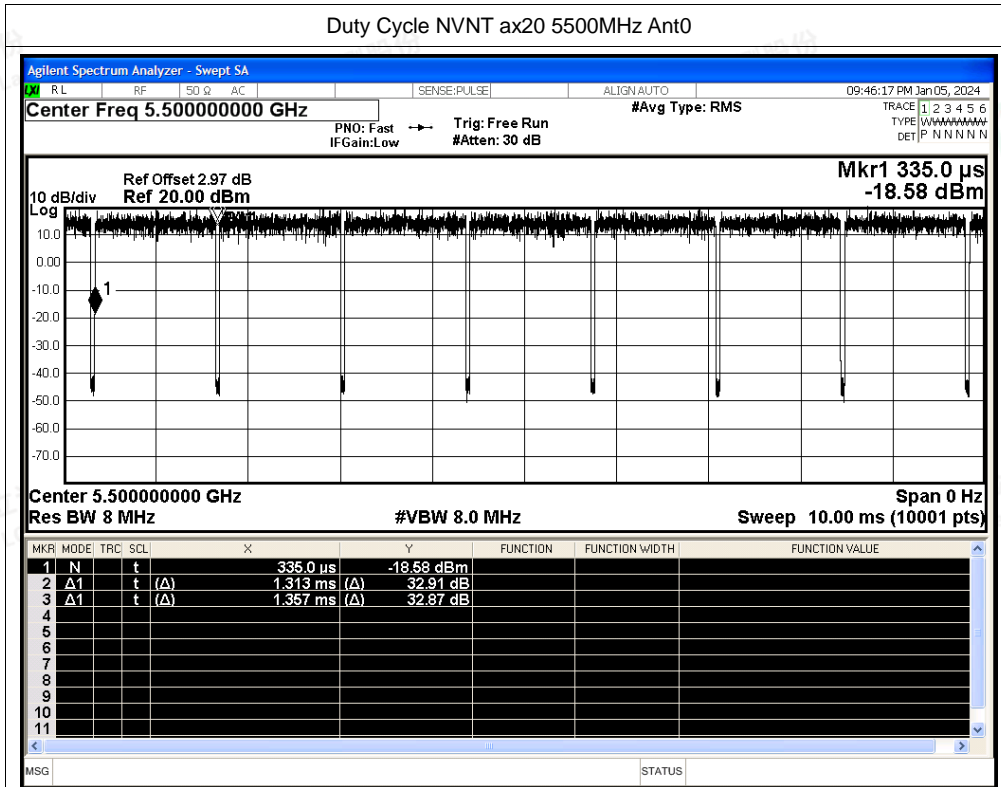 Duty Cycle NVNT ax20 5500MHz Ant0
Agilent Spectrum Analyzer - Swept SA
LXI RL RF 50 Ω AC SENSE:PULSE ALIGN AUTO 09:46:17 PM Jan 05, 2024
Center Freq 5.500000000 GHz #Avg Type: RMS TRACE 1 2 3 4 5 6
PNO: Fast Trig: Free Run TYPE WWWWWW
IFGain:Low #Atten: 30 dB DET P N N N N N
Mkr1 335.0 µs
Ref Offset 2.97 dB
10 dB/div Ref 20.00 dBm -18.58 dBm
Log
10.0
0.00
-10.0
1
-20.0
-30.0
-40.0
-50.0
-60.0
-70.0
Center 5.500000000 GHz Span 0 Hz
Res BW 8 MHz #VBW 8.0 MHz Sweep 10.00 ms (10001 pts)
MKR MODE TRC SCL X Y FUNCTION FUNCTION WIDTH FUNCTION VALUE
1 N t 335.0 µs -18.58 dBm
2 Δ1 t (Δ) 1.313 ms (Δ) 32.91 dB
3 Δ1 t (Δ) 1.357 ms (Δ) 32.87 dB
4
5
6
7
8
9
10
11
MSG STATUS